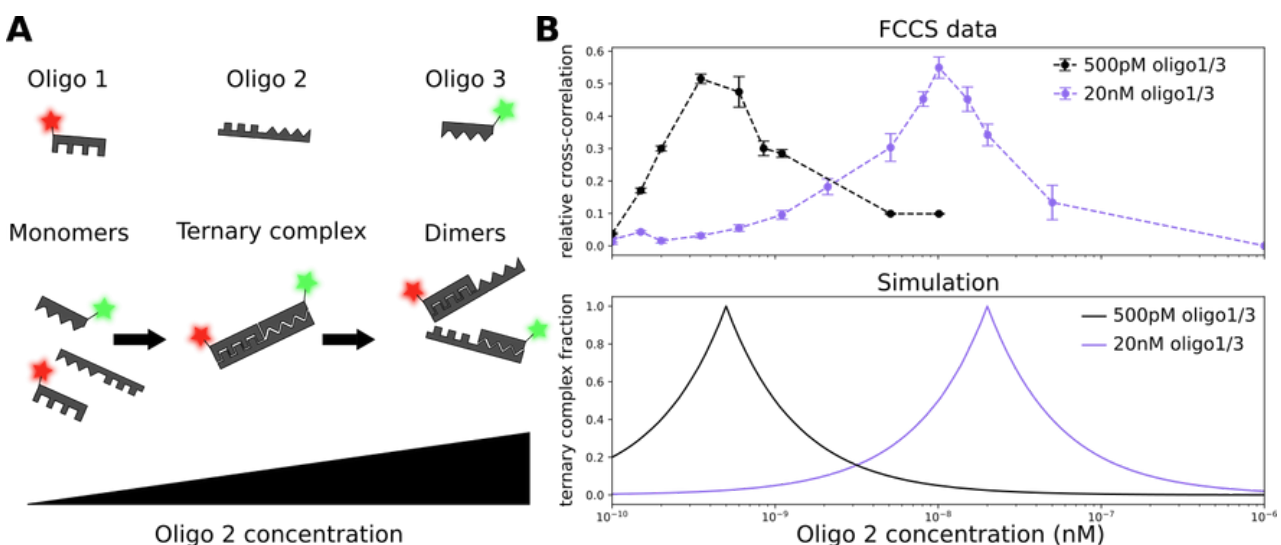 A
Oligo 1
Oligo 2
Oligo 3
Monomers
Ternary complex
Dimers
Oligo 2 concentration
B
FCCS data
relative cross-correlation
0.6
0.5
0.4
0.3
0.2
0.1
0.0
500pM oligo1/3
20nM oligo1/3
Simulation
ternary complex fraction
1.0
0.8
0.6
0.4
0.2
0.0
500pM oligo1/3
20nM oligo1/3
10⁻¹⁰
10⁻⁹
10⁻⁸
10⁻⁷
10⁻⁶
Oligo 2 concentration (nM)